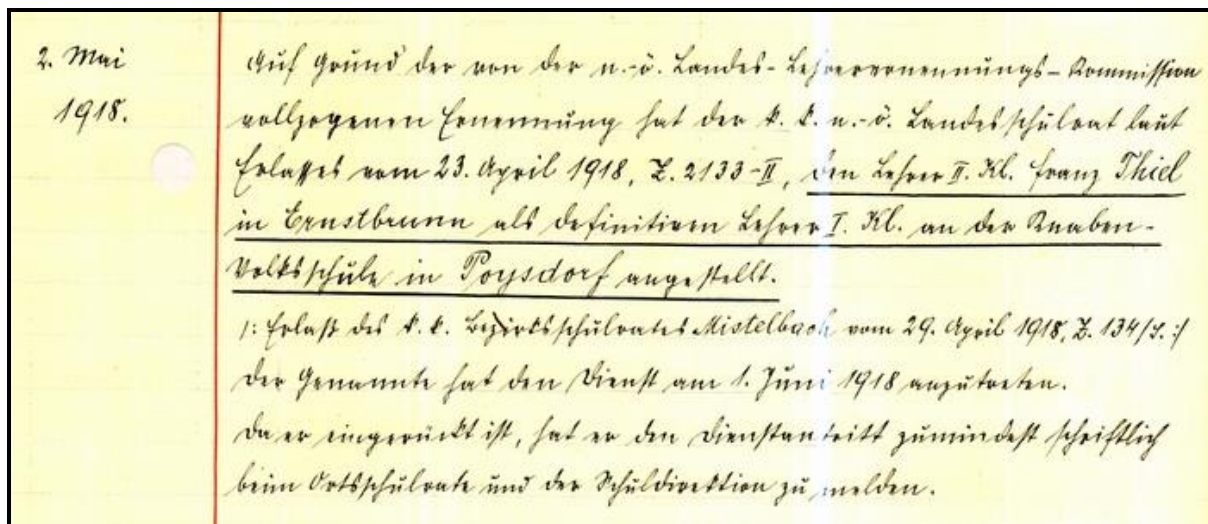 2. Mai
1918.
Auf Grund der von der n.-ö. Landes-Lehrerernennungs-Kommission
vollzogenen Ernennung hat der k. k. n.-ö. Landesschulrat laut
Erlasses vom 23. April 1918, Z. 2133-II, den Lehrer II. Kl. Franz Thiel
in Ernstbrunn als definitiven Lehrer I. Kl. an der Knaben-
Volksschule in Poysdorf angestellt.
/: Erlaß des k. k. Bezirksschulrates Mistelbach vom 29. April 1918, Z. 134/L. :/
Der Genannte hat den Dienst am 1. Juni 1918 anzutreten.
Da er eingerückt ist, hat er den Dienstantritt zumindest schriftlich
beim Ortsschulrate und der Schuldirektion zu melden.